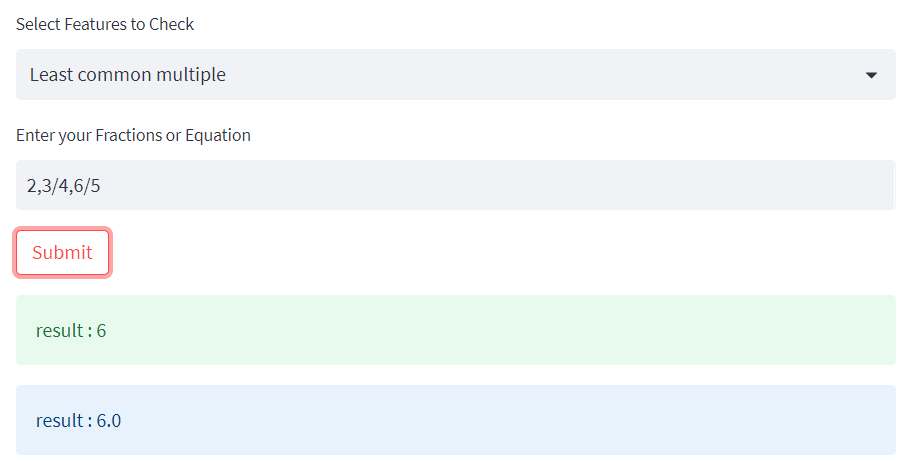 Select Features to Check
Least common multiple
Enter your Fractions or Equation
2,3/4,6/5
Submit
result : 6
result : 6.0